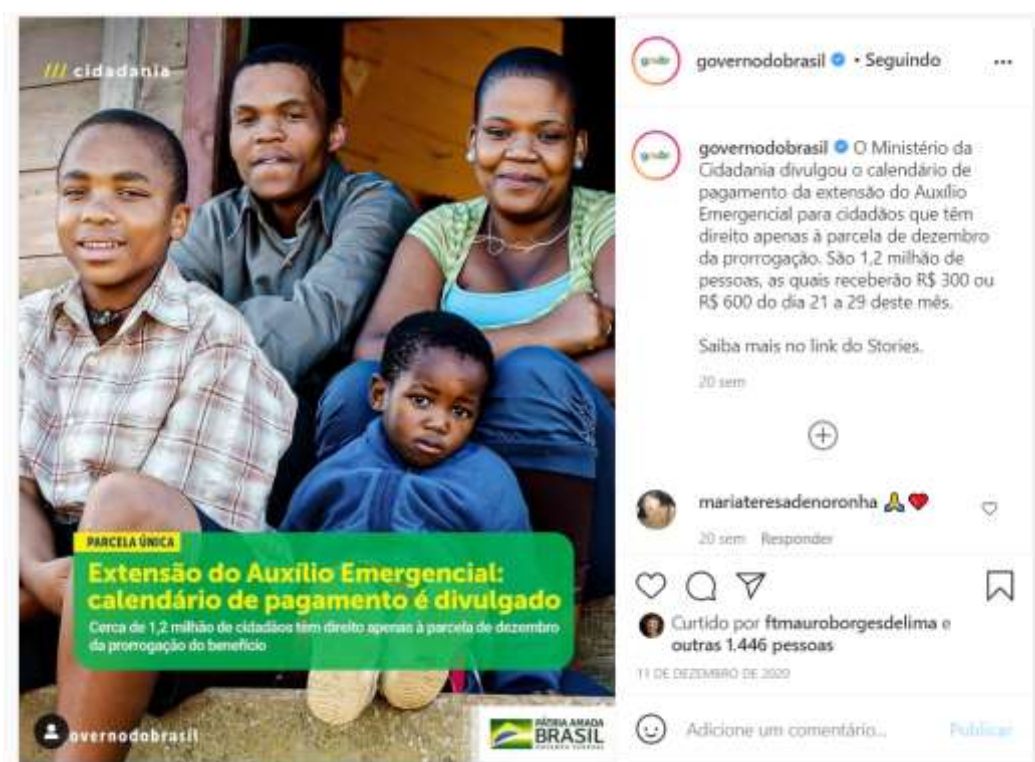 /// cidadania
PARCELA ÚNICA
Extensão do Auxílio Emergencial:
calendário de pagamento é divulgado
Cerca de 1,2 milhão de cidadãos têm direito apenas à parcela de dezembro
da prorrogação do benefício
overnodobrasil
PÁTRIA AMADA
BRASIL
GOVERNO FEDERAL
governodobrasil • Seguindo
governodobrasil O Ministério da
Cidadania divulgou o calendário de
pagamento da extensão do Auxílio
Emergencial para cidadãos que têm
direito apenas à parcela de dezembro
da prorrogação. São 1,2 milhão de
pessoas, as quais receberão R$ 300 ou
R$ 600 do dia 21 a 29 deste mês.
Saiba mais no link do Stories.
20 sem
mariateresadenoronha 🙏❤️
20 sem Responder
Curtido por ftmauroborgesdelima e
outras 1.446 pessoas
11 DE DEZEMBRO DE 2020
Adicione um comentário... Publicar